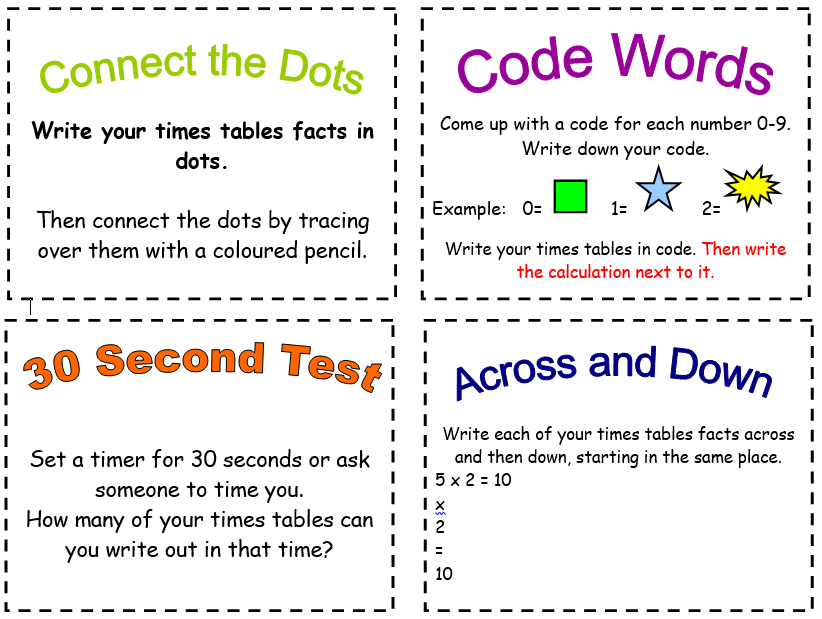 Connect the Dots
Write your times tables facts in
dots.
Then connect the dots by tracing
over them with a coloured pencil.
Code Words
Come up with a code for each number 0-9.
Write down your code.
Example: 0= 1= 2=
Write your times tables in code. Then write
the calculation next to it.
30 Second Test
Set a timer for 30 seconds or ask
someone to time you.
How many of your times tables can
you write out in that time?
Across and Down
Write each of your times tables facts across
and then down, starting in the same place.
5 x 2 = 10
x
2
=
10